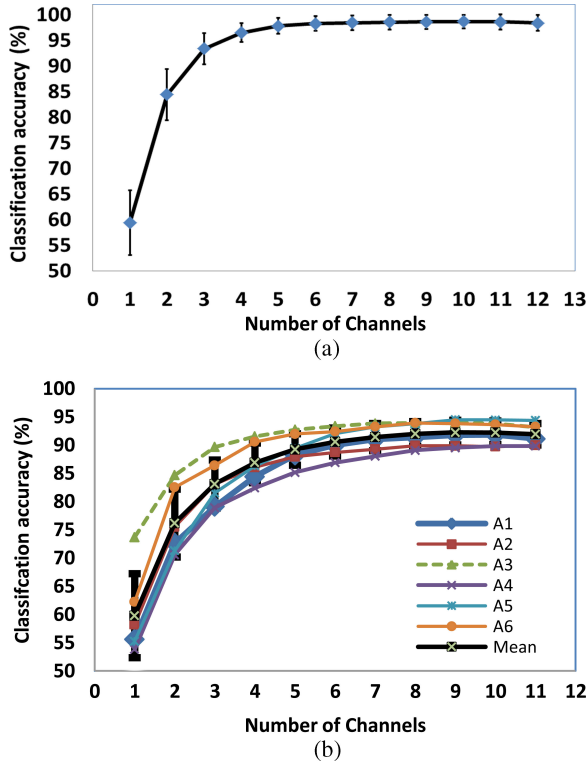 100
95
90
85
80
75
70
65
60
55
50
Classification accuracy (%)
0 1 2 3 4 5 6 7 8 9 10 11 12 13
Number of Channels
(a)
100
95
90
85
80
75
70
65
60
55
50
Classifcation accuracy (%)
A1
A2
A3
A4
A5
A6
Mean
0 1 2 3 4 5 6 7 8 9 10 11 12
Number of Channels
(b)